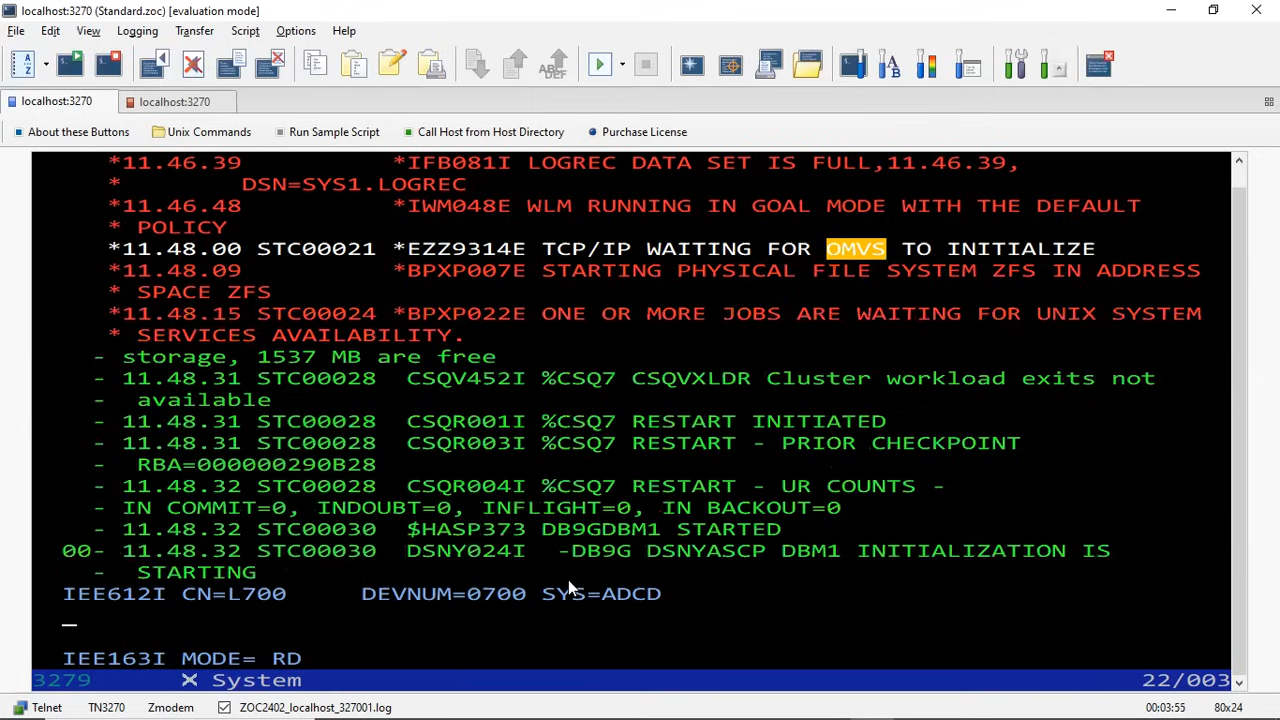 localhost:3270 (Standard.zoc) [evaluation mode]
File Edit View Logging Transfer Script Options Help
localhost:3270 localhost:3270
About these Buttons Unix Commands Run Sample Script Call Host from Host Directory Purchase License
*11.46.39 *IFB081I LOGREC DATA SET IS FULL,11.46.39,
* DSN=SYS1.LOGREC
*11.46.48 *IWM048E WLM RUNNING IN GOAL MODE WITH THE DEFAULT
* POLICY
*11.48.00 STC00021 *EZZ9314E TCP/IP WAITING FOR OMVS TO INITIALIZE
*11.48.09 *BPXP007E STARTING PHYSICAL FILE SYSTEM ZFS IN ADDRESS
* SPACE ZFS
*11.48.15 STC00024 *BPXP022E ONE OR MORE JOBS ARE WAITING FOR UNIX SYSTEM
* SERVICES AVAILABILITY.
- storage, 1537 MB are free
- 11.48.31 STC00028 CSQV452I %CSQ7 CSQVXLDR Cluster workload exits not
- available
- 11.48.31 STC00028 CSQR001I %CSQ7 RESTART INITIATED
- 11.48.31 STC00028 CSQR003I %CSQ7 RESTART - PRIOR CHECKPOINT
- RBA=000000290B28
- 11.48.32 STC00028 CSQR004I %CSQ7 RESTART - UR COUNTS -
- IN COMMIT=0, INDOUBT=0, INFLIGHT=0, IN BACKOUT=0
- 11.48.32 STC00030 $HASP373 DB9GDBM1 STARTED
00- 11.48.32 STC00030 DSNY024I -DB9G DSNYASCP DBM1 INITIALIZATION IS
- STARTING
IEE612I CN=L700 DEVNUM=0700 SYS=ADCD
IEE163I MODE= RD
3279 X System 22/003
Telnet TN3270 Zmodem ZOC2402_localhost_327001.log 00:03:55 80x24